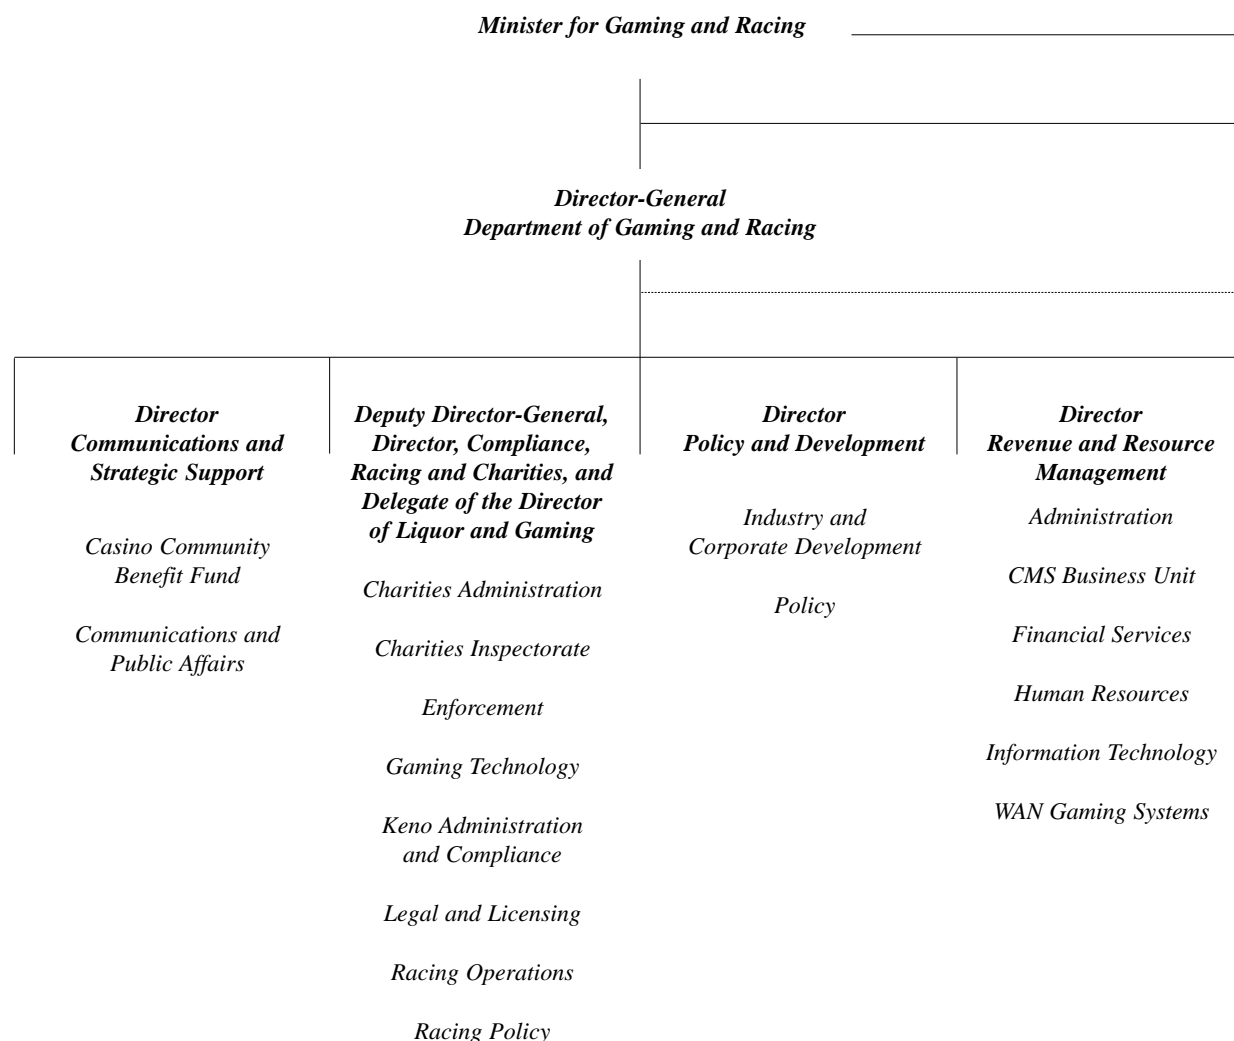 Minister for Gaming and Racing
Director-General
Department of Gaming and Racing
Director
Communications and
Strategic Support
Casino Community
Benefit Fund
Communications and
Public Affairs
Deputy Director-General,
Director, Compliance,
Racing and Charities, and
Delegate of the Director
of Liquor and Gaming
Charities Administration
Charities Inspectorate
Enforcement
Gaming Technology
Keno Administration
and Compliance
Legal and Licensing
Racing Operations
Racing Policy
Director
Policy and Development
Industry and
Corporate Development
Policy
Director
Revenue and Resource
Management
Administration
CMS Business Unit
Financial Services
Human Resources
Information Technology
WAN Gaming Systems